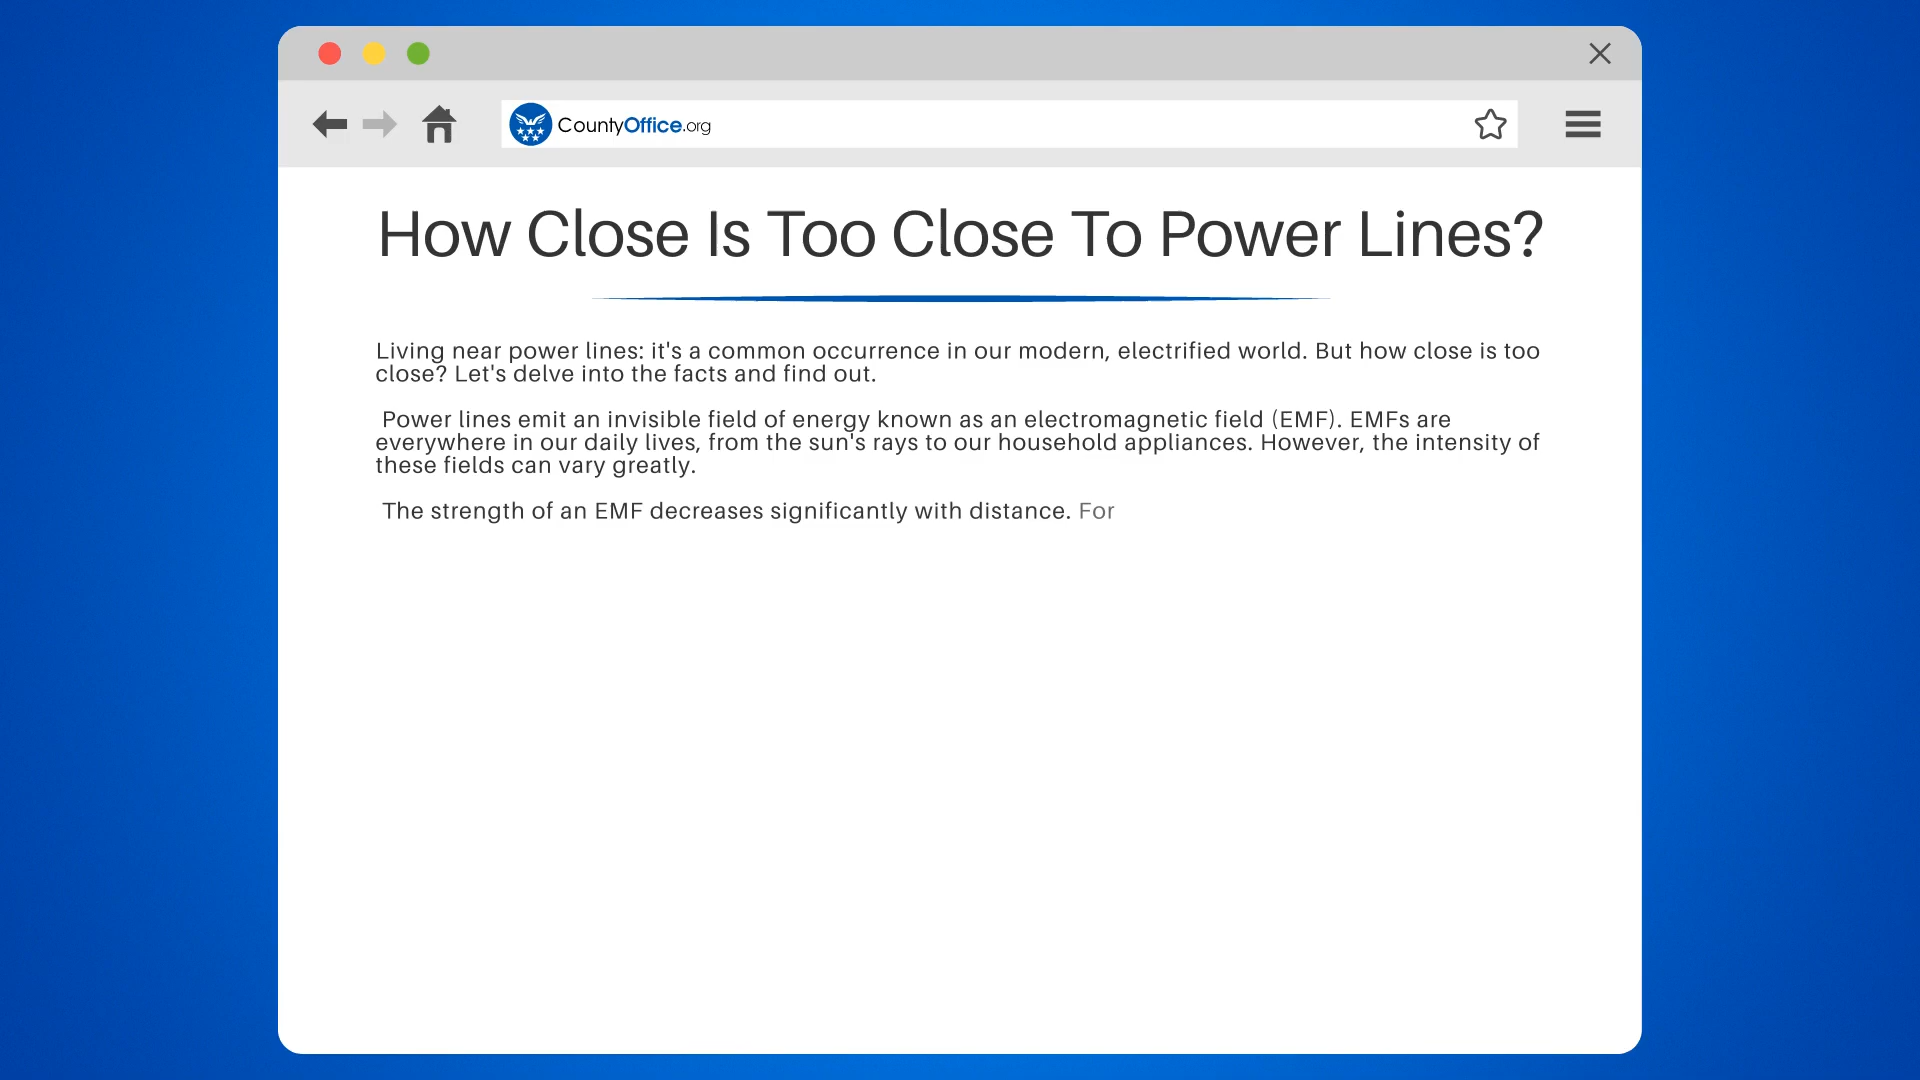 CountyOffice.org
How Close Is Too Close To Power Lines?
Living near power lines: it's a common occurrence in our modern, electrified world. But how close is too
close? Let's delve into the facts and find out.
Power lines emit an invisible field of energy known as an electromagnetic field (EMF). EMFs are
everywhere in our daily lives, from the sun's rays to our household appliances. However, the intensity of
these fields can vary greatly.
The strength of an EMF decreases significantly with distance. For